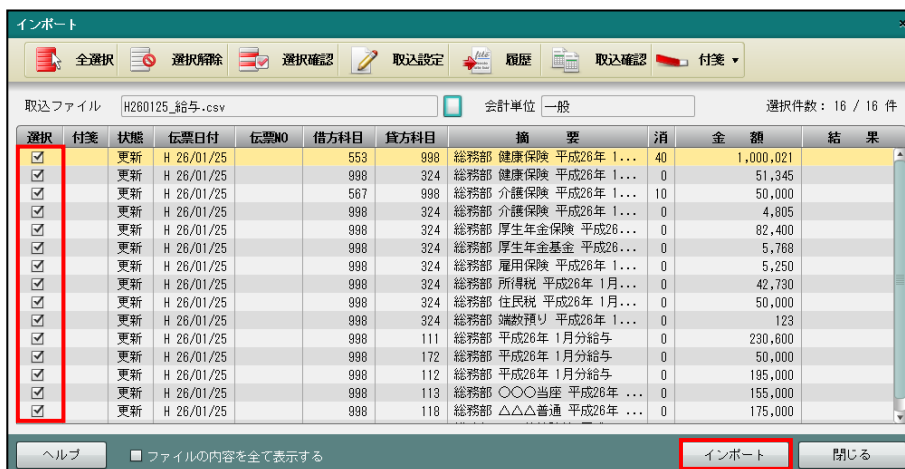 インポート
全選択 選択解除 選択確認 取込設定 履歴 取込確認 付箋 ▼
取込ファイル H260125_給与.csv 会計単位 一般 選択件数: 16 / 16 件
選択 付箋 状態 伝票日付 伝票NO 借方科目 貸方科目 摘 要 消 金 額 結 果
更新 H 26/01/25 553 998 総務部 健康保険 平成26年 1... 40 1,000,021
更新 H 26/01/25 998 324 総務部 健康保険 平成26年 1... 0 51,345
更新 H 26/01/25 567 998 総務部 介護保険 平成26年 1... 10 50,000
更新 H 26/01/25 998 324 総務部 介護保険 平成26年 1... 0 4,805
更新 H 26/01/25 998 324 総務部 厚生年金保険 平成26... 0 82,400
更新 H 26/01/25 998 324 総務部 厚生年金基金 平成26... 0 5,768
更新 H 26/01/25 998 324 総務部 雇用保険 平成26年 1... 0 5,250
更新 H 26/01/25 998 324 総務部 所得税 平成26年 1月... 0 42,730
更新 H 26/01/25 998 324 総務部 住民税 平成26年 1月... 0 50,000
更新 H 26/01/25 998 324 総務部 端数預り 平成26年 1... 0 123
更新 H 26/01/25 998 111 総務部 平成26年 1月分給与 0 230,600
更新 H 26/01/25 998 172 総務部 平成26年 1月分給与 0 50,000
更新 H 26/01/25 998 112 総務部 平成26年 1月分給与 0 195,000
更新 H 26/01/25 998 113 総務部 〇〇〇当座 平成26年 ... 0 155,000
更新 H 26/01/25 998 118 総務部 △△△普通 平成26年 ... 0 175,000
ヘルプ ファイルの内容を全て表示する インポート 閉じる